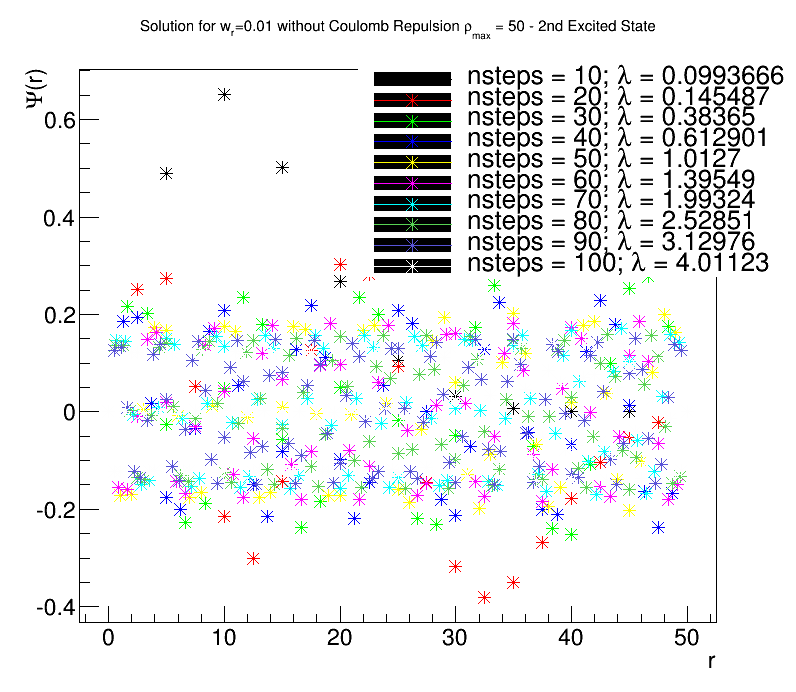 Solution for wr=0.01 without Coulomb Repulsion ρmax = 50 - 2nd Excited State
Ψ(r)
nsteps = 10; λ = 0.0993666
nsteps = 20; λ = 0.145487
nsteps = 30; λ = 0.38365
nsteps = 40; λ = 0.612901
nsteps = 50; λ = 1.0127
nsteps = 60; λ = 1.39549
nsteps = 70; λ = 1.99324
nsteps = 80; λ = 2.52851
nsteps = 90; λ = 3.12976
nsteps = 100; λ = 4.01123
0.6
0.4
0.2
0
-0.2
-0.4
0 10 20 30 40 50
r